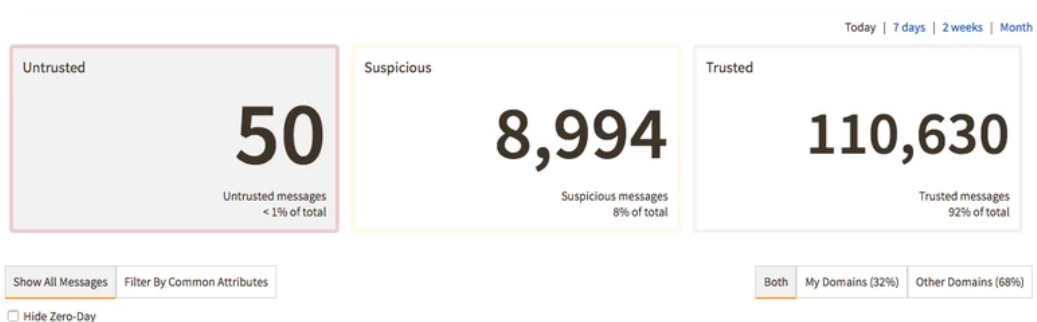 Today | 7 days | 2 weeks | Month
Untrusted
50
Untrusted messages
< 1% of total
Suspicious
8,994
Suspicious messages
8% of total
Trusted
110,630
Trusted messages
92% of total
Show All Messages
Filter By Common Attributes
Both
My Domains (32%)
Other Domains (68%)
Hide Zero-Day